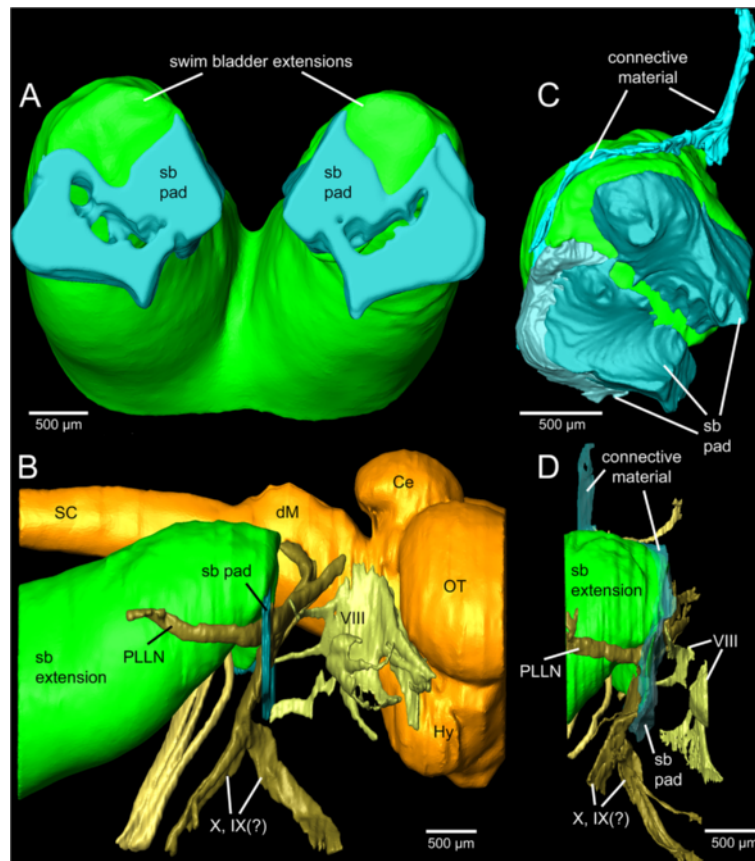 A
swim bladder extensions
sb
pad
sb
pad
500 µm
C
connective
material
sb
pad
500 µm
B
SC
dM
Ce
sb pad
OT
VIII
PLLN
sb
extension
Hy
X, IX(?)
500 µm
D
connective
material
sb
extension
VIII
PLLN
sb
pad
X, IX(?)
500 µm